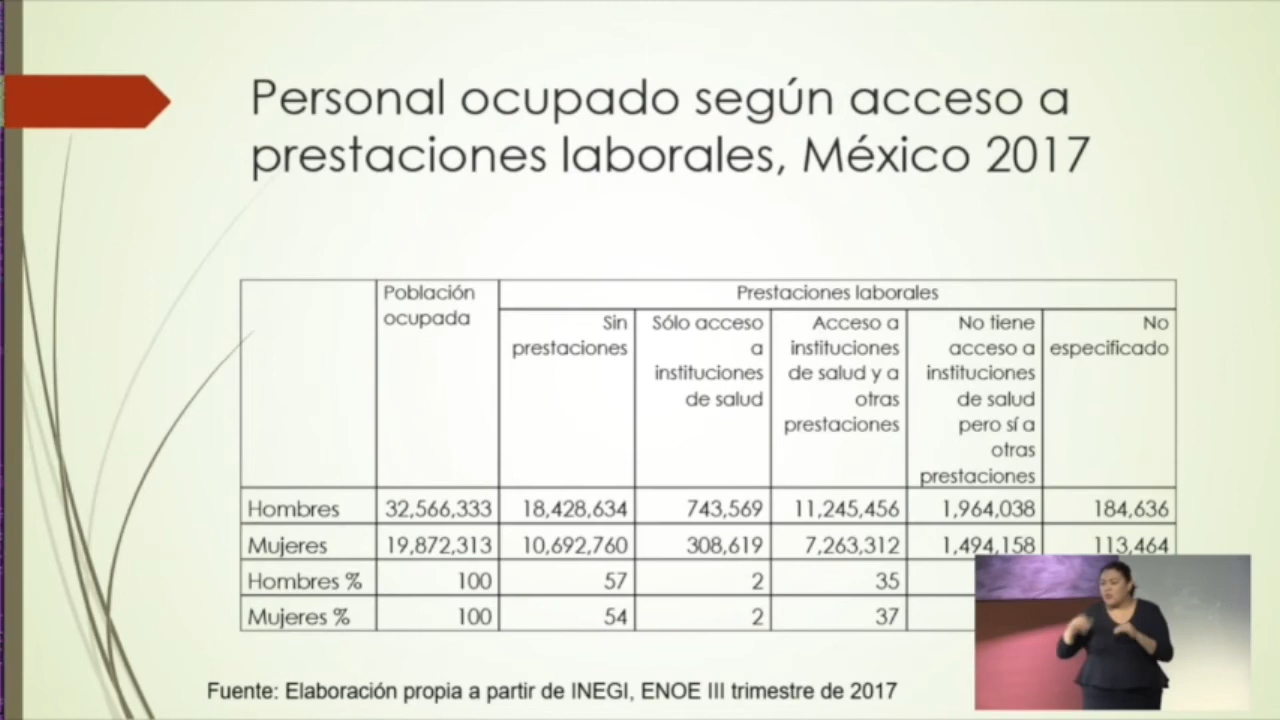 Personal ocupado según acceso a
prestaciones laborales, México 2017
Población
ocupada
Prestaciones laborales
Sin
prestaciones
Sólo acceso
a
instituciones
de salud
Acceso a
instituciones
de salud y a
otras
prestaciones
No tiene
acceso a
instituciones
de salud
pero sí a
otras
prestaciones
No
especificado
Hombres 32,566,333 18,428,634 743,569 11,245,456 1,964,038 184,636
Mujeres 19,872,313 10,692,760 308,619 7,263,312 1,494,158 113,464
Hombres % 100 57 2 35
Mujeres % 100 54 2 37
Fuente: Elaboración propia a partir de INEGI, ENOE III trimestre de 2017